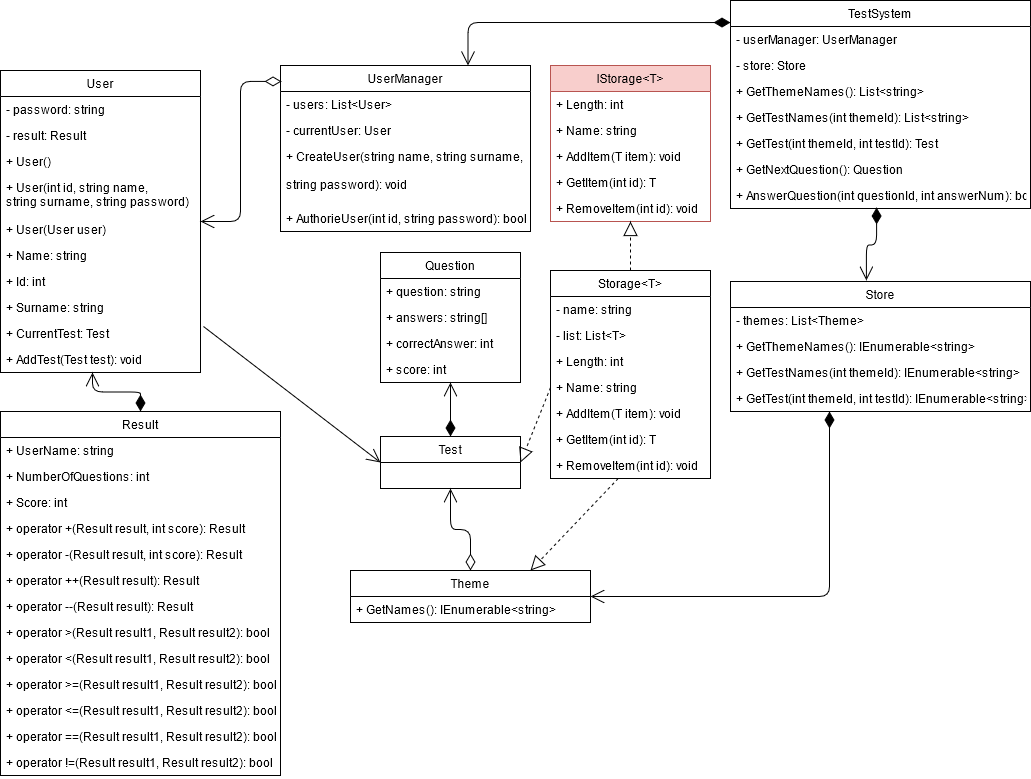 TestSystem
- userManager: UserManager
- store: Store
+ GetThemeNames(): List<string>
+ GetTestNames(int themeId): List<string>
+ GetTest(int themeId, int testId): Test
+ GetNextQuestion(): Question
+ AnswerQuestion(int questionId, int answerNum): bo
UserManager
- users: List<User>
- currentUser: User
+ CreateUser(string name, string surname,
string password): void
+ AuthorieUser(int id, string password): bool
IStorage<T>
+ Length: int
+ Name: string
+ AddItem(T item): void
+ GetItem(int id): T
+ RemoveItem(int id): void
User
- password: string
- result: Result
+ User()
+ User(int id, string name,
string surname, string password)
+ User(User user)
+ Name: string
+ Id: int
+ Surname: string
+ CurrentTest: Test
+ AddTest(Test test): void
Question
+ question: string
+ answers: string[]
+ correctAnswer: int
+ score: int
Storage<T>
- name: string
- list: List<T>
+ Length: int
+ Name: string
+ AddItem(T item): void
+ GetItem(int id): T
+ RemoveItem(int id): void
Store
- themes: List<Theme>
+ GetThemeNames(): IEnumerable<string>
+ GetTestNames(int themeId): IEnumerable<string>
+ GetTest(int themeId, int testId): IEnumerable<string>
Result
+ UserName: string
+ NumberOfQuestions: int
+ Score: int
+ operator +(Result result, int score): Result
+ operator -(Result result, int score): Result
+ operator ++(Result result): Result
+ operator --(Result result): Result
+ operator >(Result result1, Result result2): bool
+ operator <(Result result1, Result result2): bool
+ operator >=(Result result1, Result result2): bool
+ operator <=(Result result1, Result result2): bool
+ operator ==(Result result1, Result result2): bool
+ operator !=(Result result1, Result result2): bool
Test
Theme
+ GetNames(): IEnumerable<string>